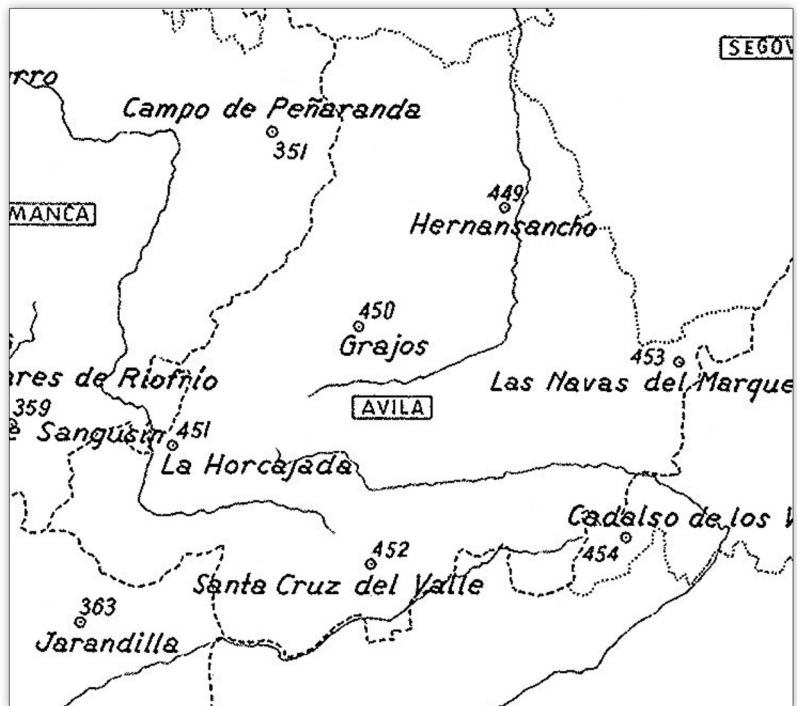 SEGOV
rro
Campo de Peñaranda
351
449
MANCA
Hernansancho
450
Grajos
453
ares de Riofrío
Las Navas del Marque
AVILA
359
e Sangusín
451
La Horcajada
Cadalso de los V
454
452
Santa Cruz del Valle
363
Jarandilla